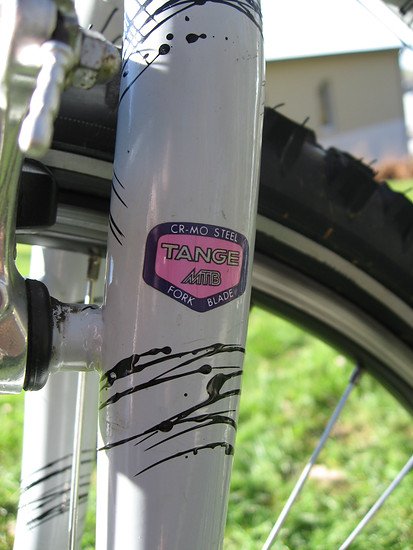 CR-MO STEEL
TANGE
MTB
FORK BLADE